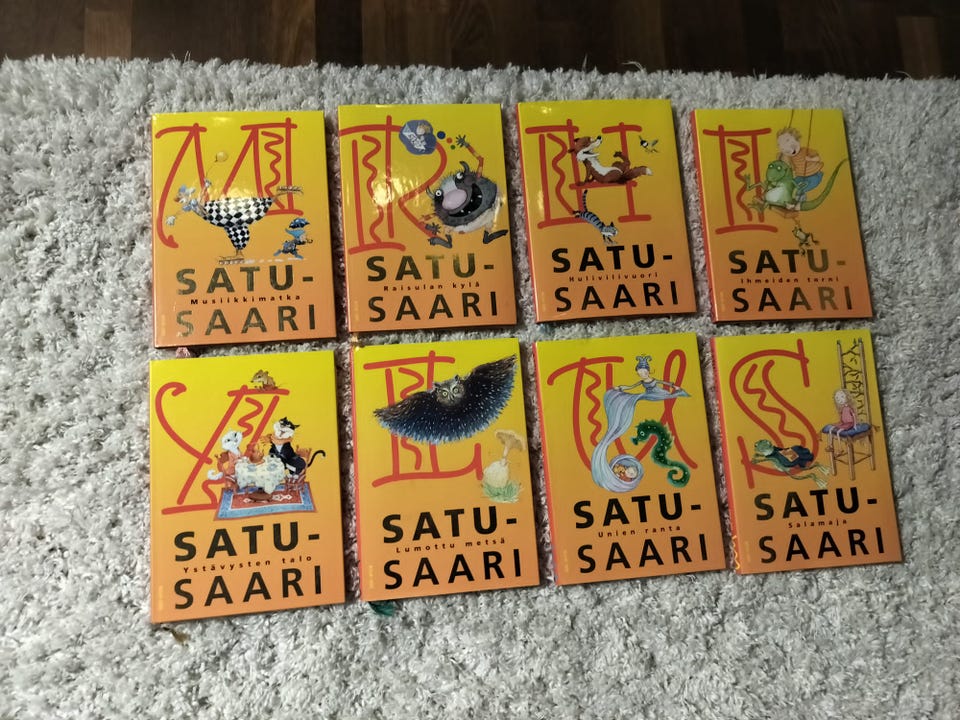 M
SATU-
Musiikkimatka
SAARI
R
SATU-
Raisulan kylä
SAARI
H
SATU-
Hulivilivuori
SAARI
I
SATU-
Ihmeiden torni
SAARI
Y
SATU-
Ystävysten talo
SAARI
L
SATU-
Lumottu metsä
SAARI
U
SATU-
Unien ranta
SAARI
S
SATU-
Salamaja
SAARI